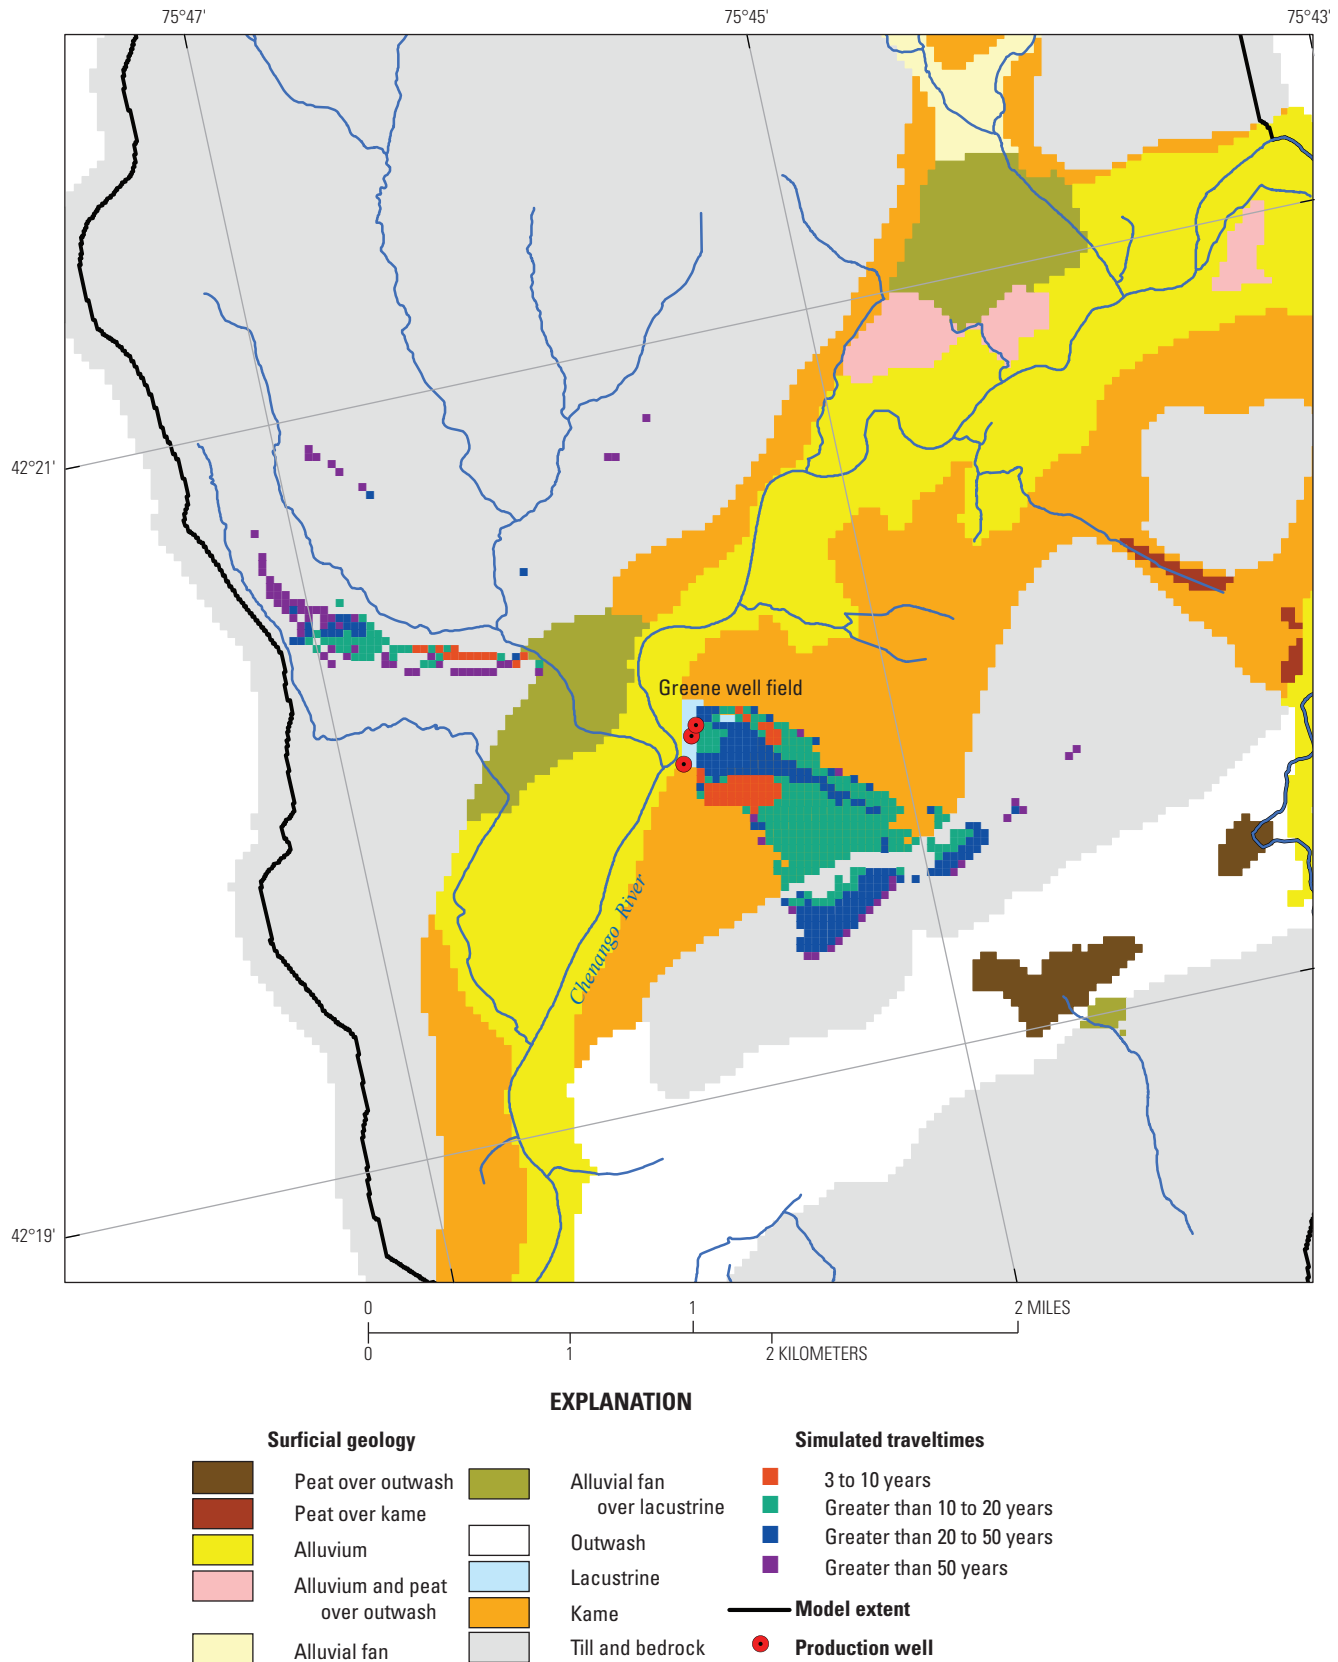 75°47'
75°45'
75°43'
42°21'
Greene well field
Chenango River
42°19'
0
1
2 MILES
0
1
2 KILOMETERS
EXPLANATION
Surficial geology
Peat over outwash
Peat over kame
Alluvium
Alluvium and peat
over outwash
Alluvial fan
Alluvial fan
over lacustrine
Outwash
Lacustrine
Kame
Till and bedrock
Simulated traveltimes
3 to 10 years
Greater than 10 to 20 years
Greater than 20 to 50 years
Greater than 50 years
Model extent
Production well